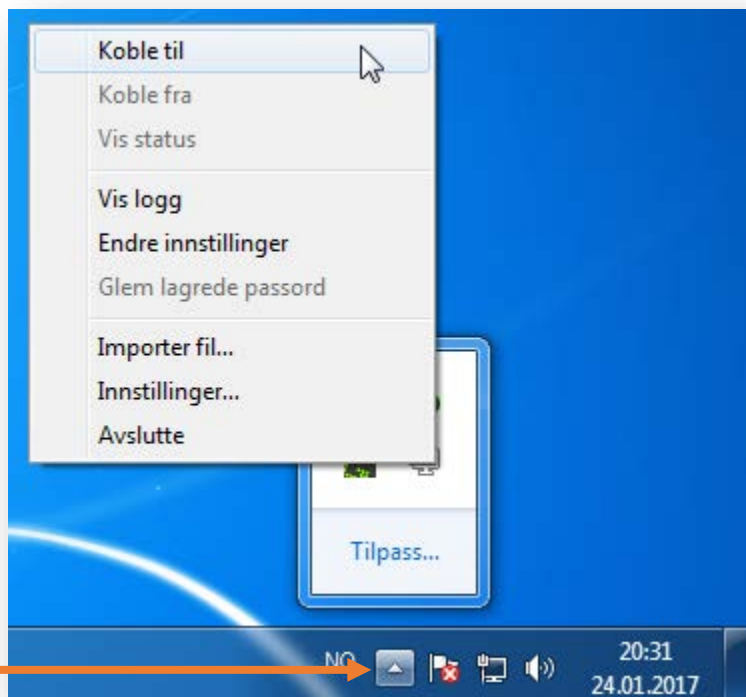 Koble til
Koble fra
Vis status
Vis logg
Endre innstillinger
Glem lagrede passord
Importer fil...
Innstillinger...
Avslutte
Tilpass...
NO
20:31
24.01.2017